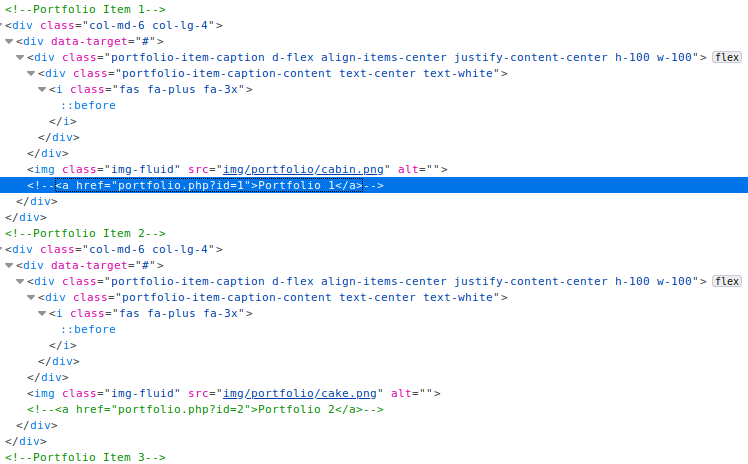 <!--Portfolio Item 1-->
<div class="col-md-6 col-lg-4">
<div data-target="#">
<div class="portfolio-item-caption d-flex align-items-center justify-content-center h-100 w-100"> flex
<div class="portfolio-item-caption-content text-center text-white">
<i class="fas fa-plus fa-3x">
::before
</i>
</div>
</div>
<img class="img-fluid" src="img/portfolio/cabin.png" alt="">
<!--<a href="portfolio.php?id=1">Portfolio 1</a>-->
</div>
</div>
<!--Portfolio Item 2-->
<div class="col-md-6 col-lg-4">
<div data-target="#">
<div class="portfolio-item-caption d-flex align-items-center justify-content-center h-100 w-100"> flex
<div class="portfolio-item-caption-content text-center text-white">
<i class="fas fa-plus fa-3x">
::before
</i>
</div>
</div>
<img class="img-fluid" src="img/portfolio/cake.png" alt="">
<!--<a href="portfolio.php?id=2">Portfolio 2</a>-->
</div>
</div>
<!--Portfolio Item 3-->